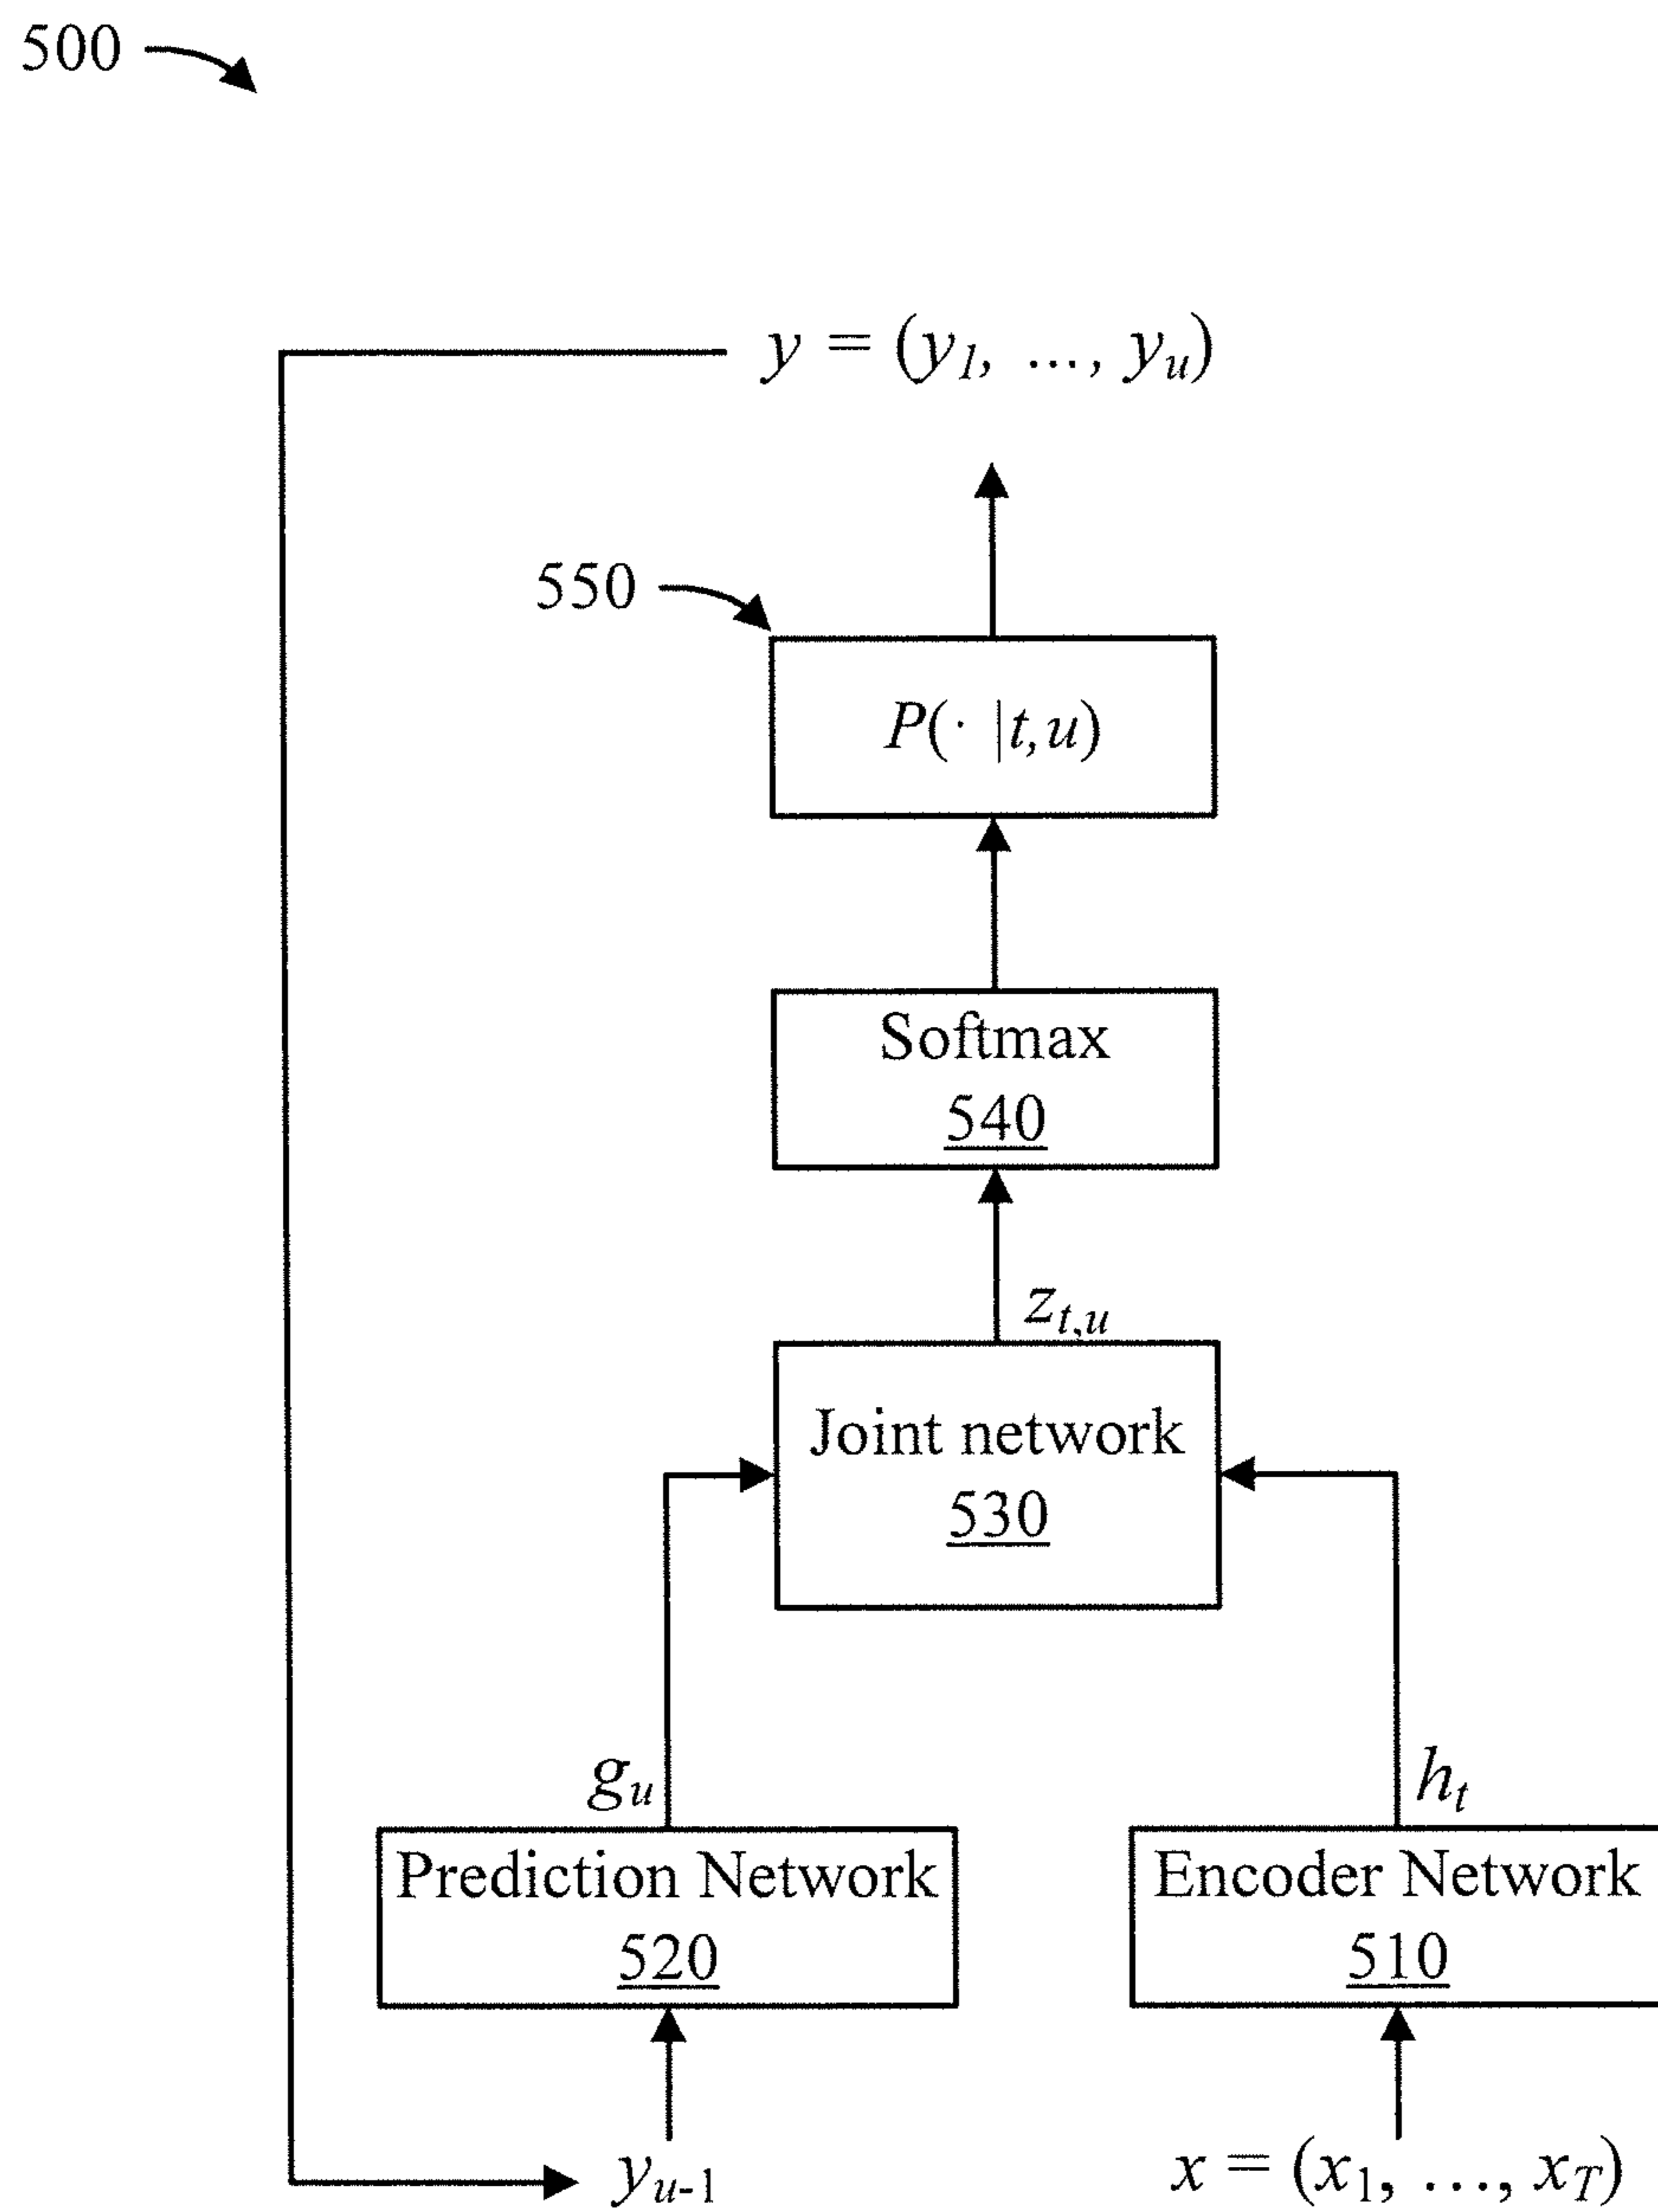 500
y = (y1, ..., yu)
550
P(· |t,u)
Softmax
540
zt,u
Joint network
530
gu
ht
Prediction Network
520
Encoder Network
510
yu-1
x = (x1, ..., xT)